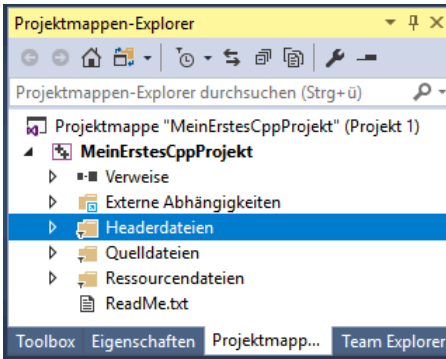 Projektmappen-Explorer
Projektmappen-Explorer durchsuchen (Strg+ü)
Projektmappe "MeinErstesCppProjekt" (Projekt 1)
MeinErstesCppProjekt
Verweise
Externe Abhängigkeiten
Headerdateien
Quelldateien
Ressourcendateien
ReadMe.txt
Toolbox Eigenschaften Projektmapp... Team Explorer